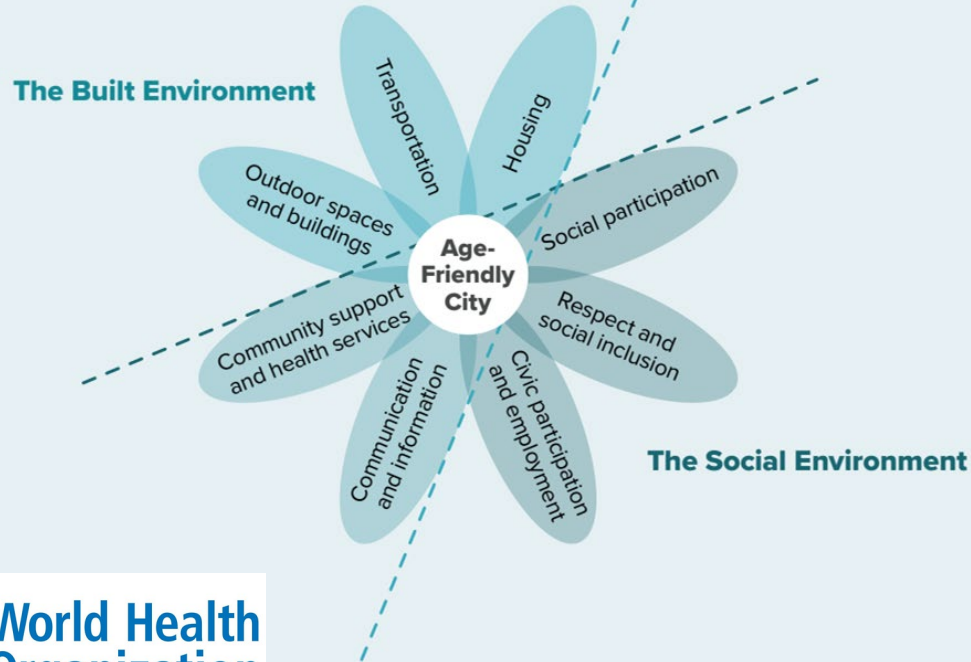 The Built Environment
Transportation
Housing
Outdoor spaces
and buildings
Social participation
Age-
Friendly
City
Community support
and health services
Respect and
social inclusion
Communication
and information
Civic participation
and employment
The Social Environment
World Health
Organization